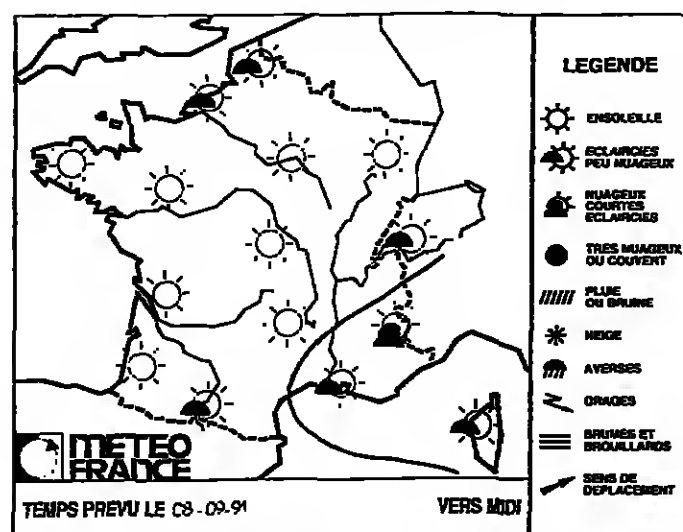 LEGENDE
ENSOLEILLE
ECLAIRCIES
PEU NUAGEUX
NUAGEUX
COURTES
ECLAIRCIES
TRES NUAGEUX
OU COUVERT
PLUIE
OU BRUINE
NEIGE
AVERSES
ORAGES
BRUMES ET
BROUILLARDS
SENS DE
DEPLACEMENT
METEO
FRANCE
TEMPS PREVU LE 08-09-91 VERS MIDI